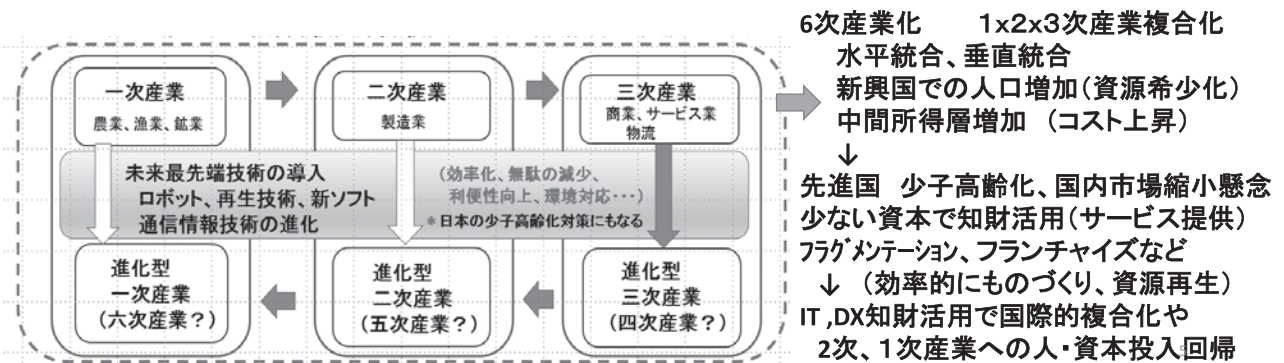 一次産業
農業、漁業、鉱業
二次産業
製造業
三次産業
商業、サービス業
物流
未来最先端技術の導入
ロボット、再生技術、新ソフト
通信情報技術の進化
(効率化、無駄の減少、
利便性向上、環境対応・・・)
*日本の少子高齢化対策にもなる
進化型
一次産業
(六次産業?)
進化型
二次産業
(五次産業?)
進化型
三次産業
(四次産業?)
6次産業化 1x2x3次産業複合化
水平統合、垂直統合
新興国での人口増加(資源希少化)
中間所得層増加 (コスト上昇)
↓
先進国 少子高齢化、国内市場縮小懸念
少ない資本で知財活用(サービス提供)
フラグメンテーション、フランチャイズなど
↓ (効率的にものづくり、資源再生)
IT,DX知財活用で国際的複合化や
2次、1次産業への人・資本投入回帰